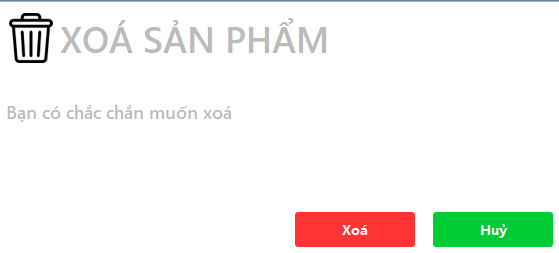 XOÁ SẢN PHẨM
Bạn có chắc chắn muốn xoá
Xoá
Huỷ